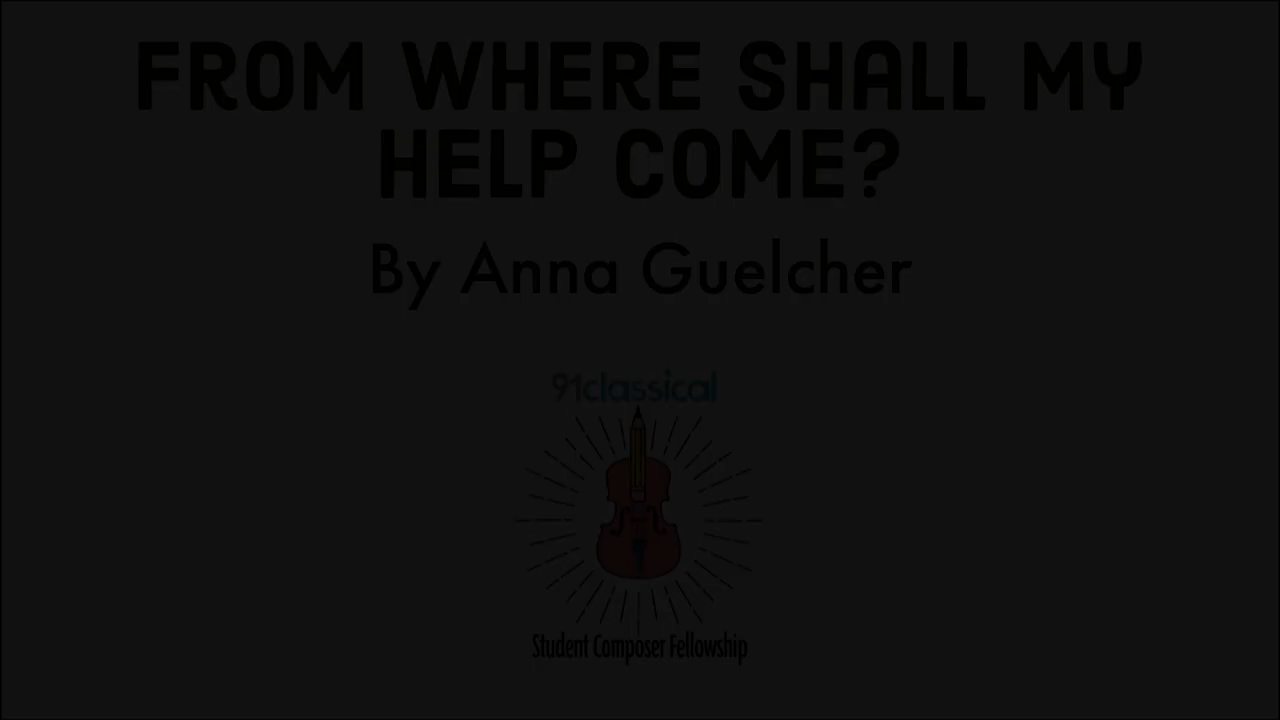 FROM WHERE SHALL MY
HELP COME?
By Anna Guelcher
91classical
Student Composer Fellowship